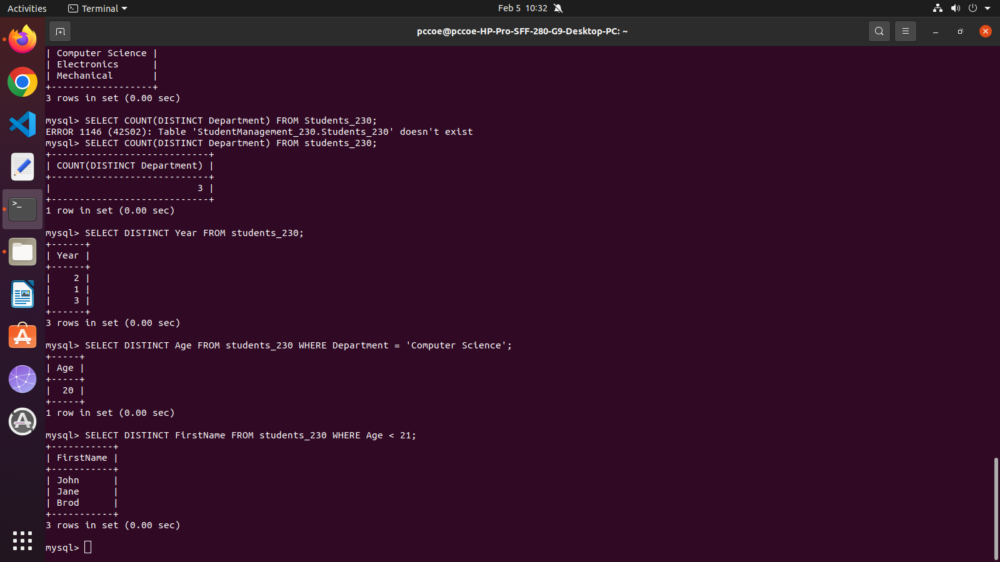 Activities Terminal Feb 5 10:32
pccoe@pccoe-HP-Pro-SFF-280-G9-Desktop-PC: ~
| Computer Science |
| Electronics      |
| Mechanical       |
+------------------+
3 rows in set (0.00 sec)

mysql> SELECT COUNT(DISTINCT Department) FROM Students_230;
ERROR 1146 (42S02): Table 'StudentManagement_230.Students_230' doesn't exist
mysql> SELECT COUNT(DISTINCT Department) FROM students_230;
+----------------------------+
| COUNT(DISTINCT Department) |
+----------------------------+
|                          3 |
+----------------------------+
1 row in set (0.00 sec)

mysql> SELECT DISTINCT Year FROM students_230;
+------+
| Year |
+------+
|    2 |
|    1 |
|    3 |
+------+
3 rows in set (0.00 sec)

mysql> SELECT DISTINCT Age FROM students_230 WHERE Department = 'Computer Science';
+-----+
| Age |
+-----+
|  20 |
+-----+
1 row in set (0.00 sec)

mysql> SELECT DISTINCT FirstName FROM students_230 WHERE Age < 21;
+-----------+
| FirstName |
+-----------+
| John      |
| Jane      |
| Brod      |
+-----------+
3 rows in set (0.00 sec)

mysql>